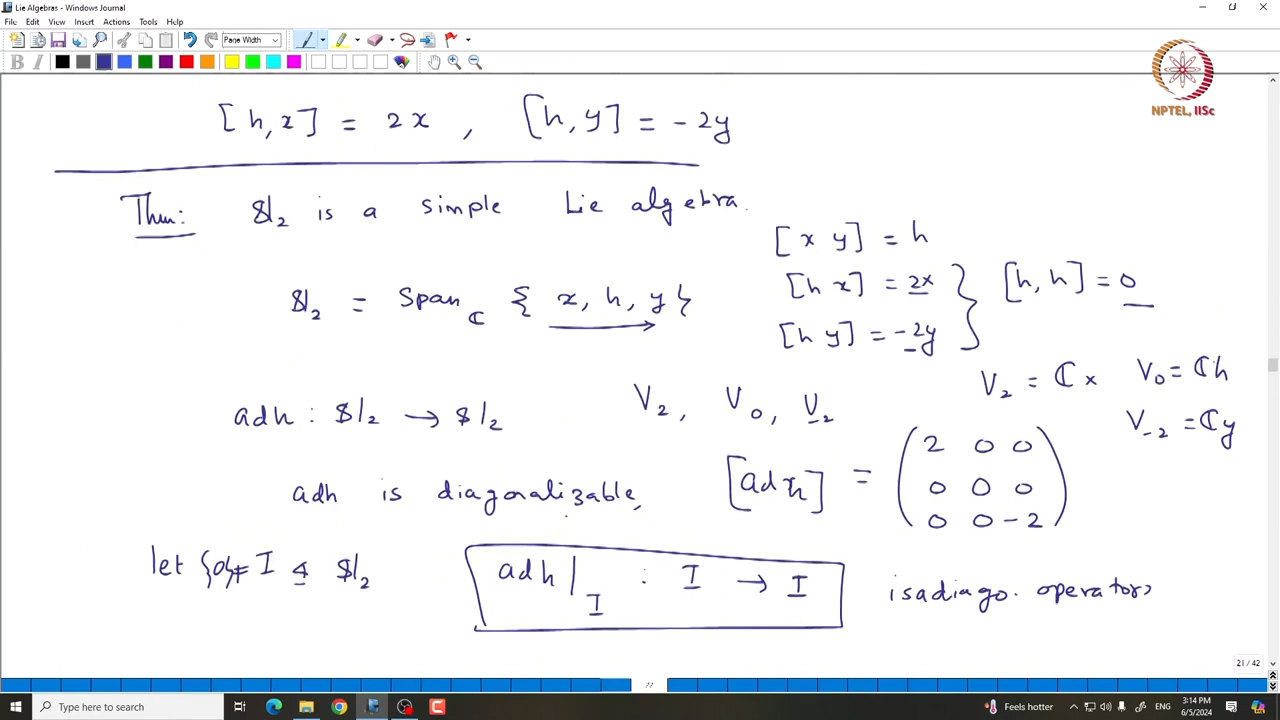 Lie Algebras - Windows Journal
File Edit View Insert Actions Tools Help
Page Width
B I
NPTEL, IISc
[h, x] = 2x , [h, y] = -2y
Thm: sl₂ is a simple Lie algebra.
[x y] = h
[h x] = 2x } [h, h] = 0
[h y] = -2y
sl₂ = Span_ℂ { x, h, y }
V₂ = ℂx V₀ = ℂh
V₋₂ = ℂy
adh : sl₂ → sl₂ V₂, V₀, V₋₂
adh is diagonalizable, [adh] = ( 2 0 0
0 0 0
0 0 -2 )
let {0} ≠ I ⊴ sl₂ adh|_I : I → I is a diago. operator,
21 / 42
Type here to search
Feels hotter
ENG
3:14 PM
6/5/2024